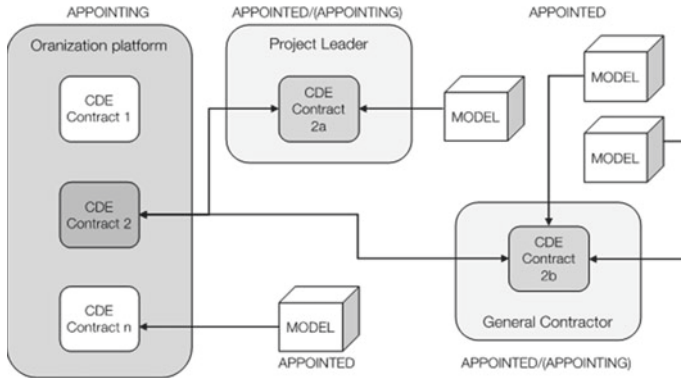 APPOINTING
APPOINTED/(APPOINTING)
APPOINTED
Oranization platform
Project Leader
CDE
Contract 1
CDE
Contract
2a
MODEL
MODEL
MODEL
CDE
Contract 2
CDE
Contract
2b
General Contractor
CDE
Contract n
MODEL
APPOINTED
APPOINTED/(APPOINTING)